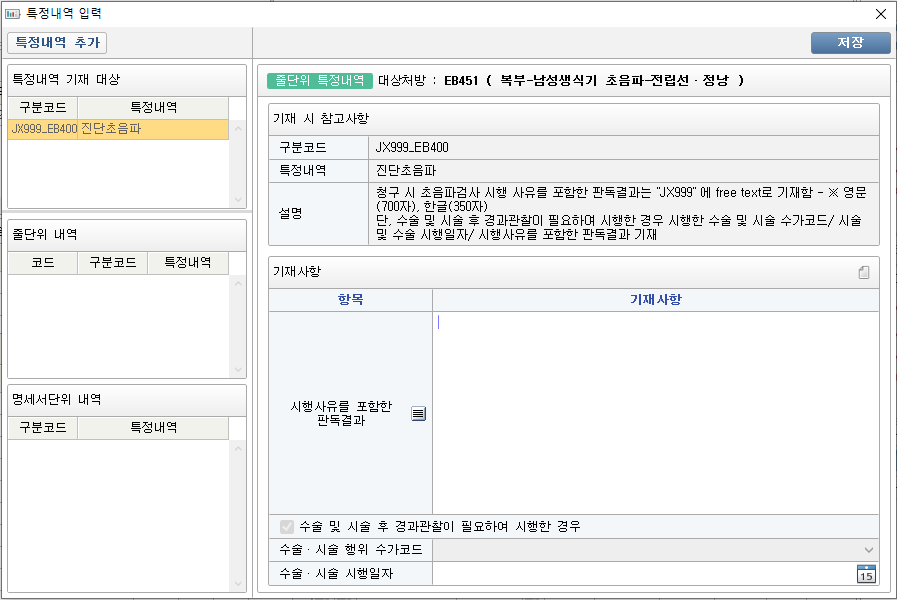 특정내역 입력
특정내역 추가
저장
특정내역 기재 대상
구분코드 특정내역
JX999_EB400 진단초음파
줄단위 내역
코드 구분코드 특정내역
명세서단위 내역
구분코드 특정내역
줄단위 특정내역 대상처방 : EB451 ( 복부-남성생식기 초음파-전립선·정낭 )
기재 시 참고사항
구분코드 JX999_EB400
특정내역 진단초음파
설명
청구 시 초음파검사 시행 사유를 포함한 판독결과는 "JX999" 에 free text로 기재함 - ※ 영문
(700자), 한글(350자)
단, 수술 및 시술 후 경과관찰이 필요하여 시행한 경우 시행한 수술 및 시술 수가코드/ 시술
및 수술 시행일자/ 시행사유를 포함한 판독결과 기재
기재사항
항목 기재사항
시행사유를 포함한
판독결과
수술 및 시술 후 경과관찰이 필요하여 시행한 경우
수술·시술 행위 수가코드
수술·시술 시행일자
15